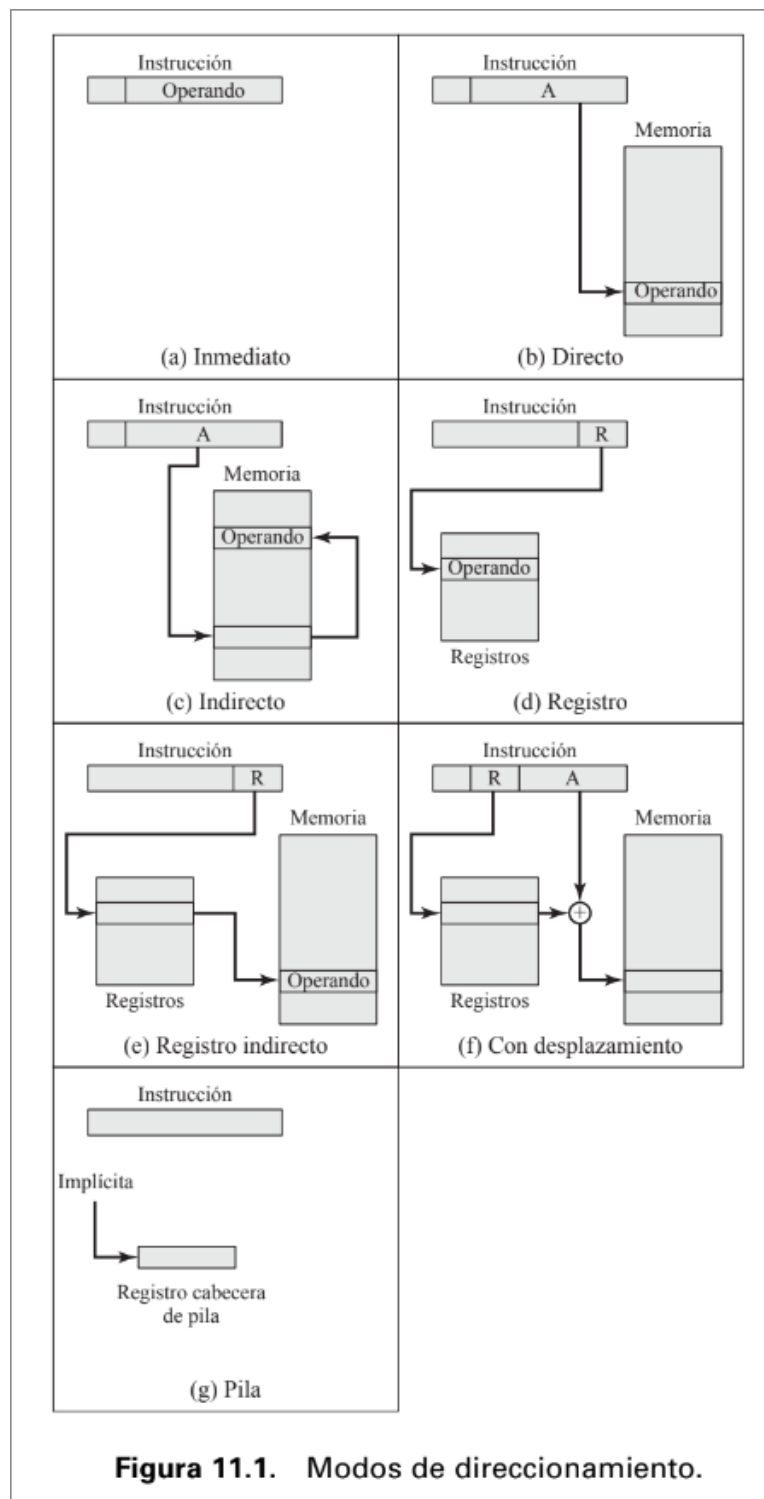 Instrucción
Operando
(a) Inmediato
Instrucción
A
Memoria
Operando
(b) Directo
Instrucción
A
Memoria
Operando
(c) Indirecto
Instrucción
R
Operando
Registros
(d) Registro
Instrucción
R
Memoria
Registros
Operando
(e) Registro indirecto
Instrucción
R A
Memoria
+
Registros
(f) Con desplazamiento
Instrucción
Implícita
Registro cabecera
de pila
(g) Pila
Figura 11.1. Modos de direccionamiento.